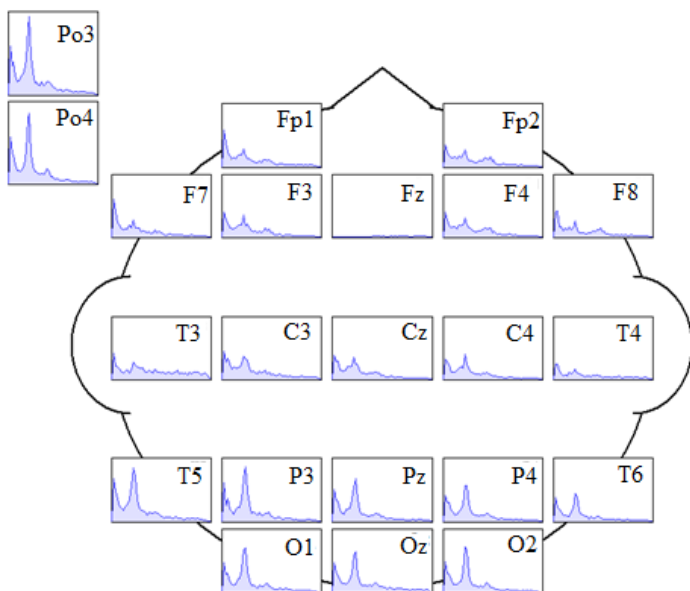 Po3
Po4
Fp1 Fp2
F7 F3 Fz F4 F8
T3 C3 Cz C4 T4
T5 P3 Pz P4 T6
O1 Oz O2